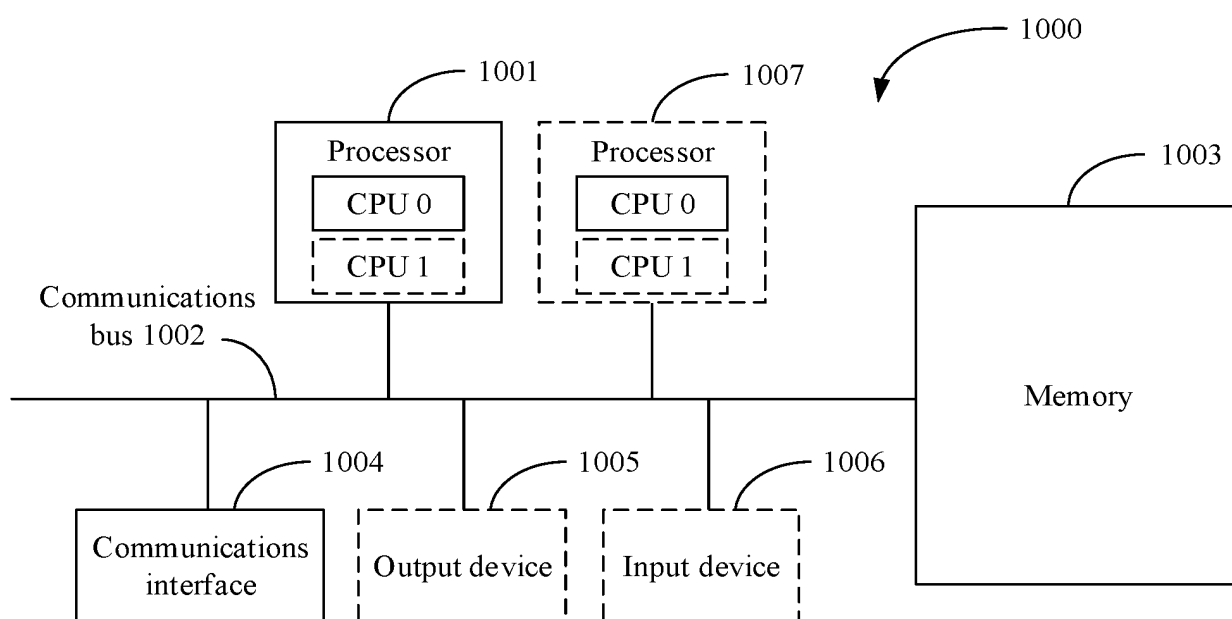 1000
1001
1007
1003
Processor
CPU 0
CPU 1
Processor
CPU 0
CPU 1
Communications
bus 1002
Memory
1004
1005
1006
Communications
interface
Output device
Input device